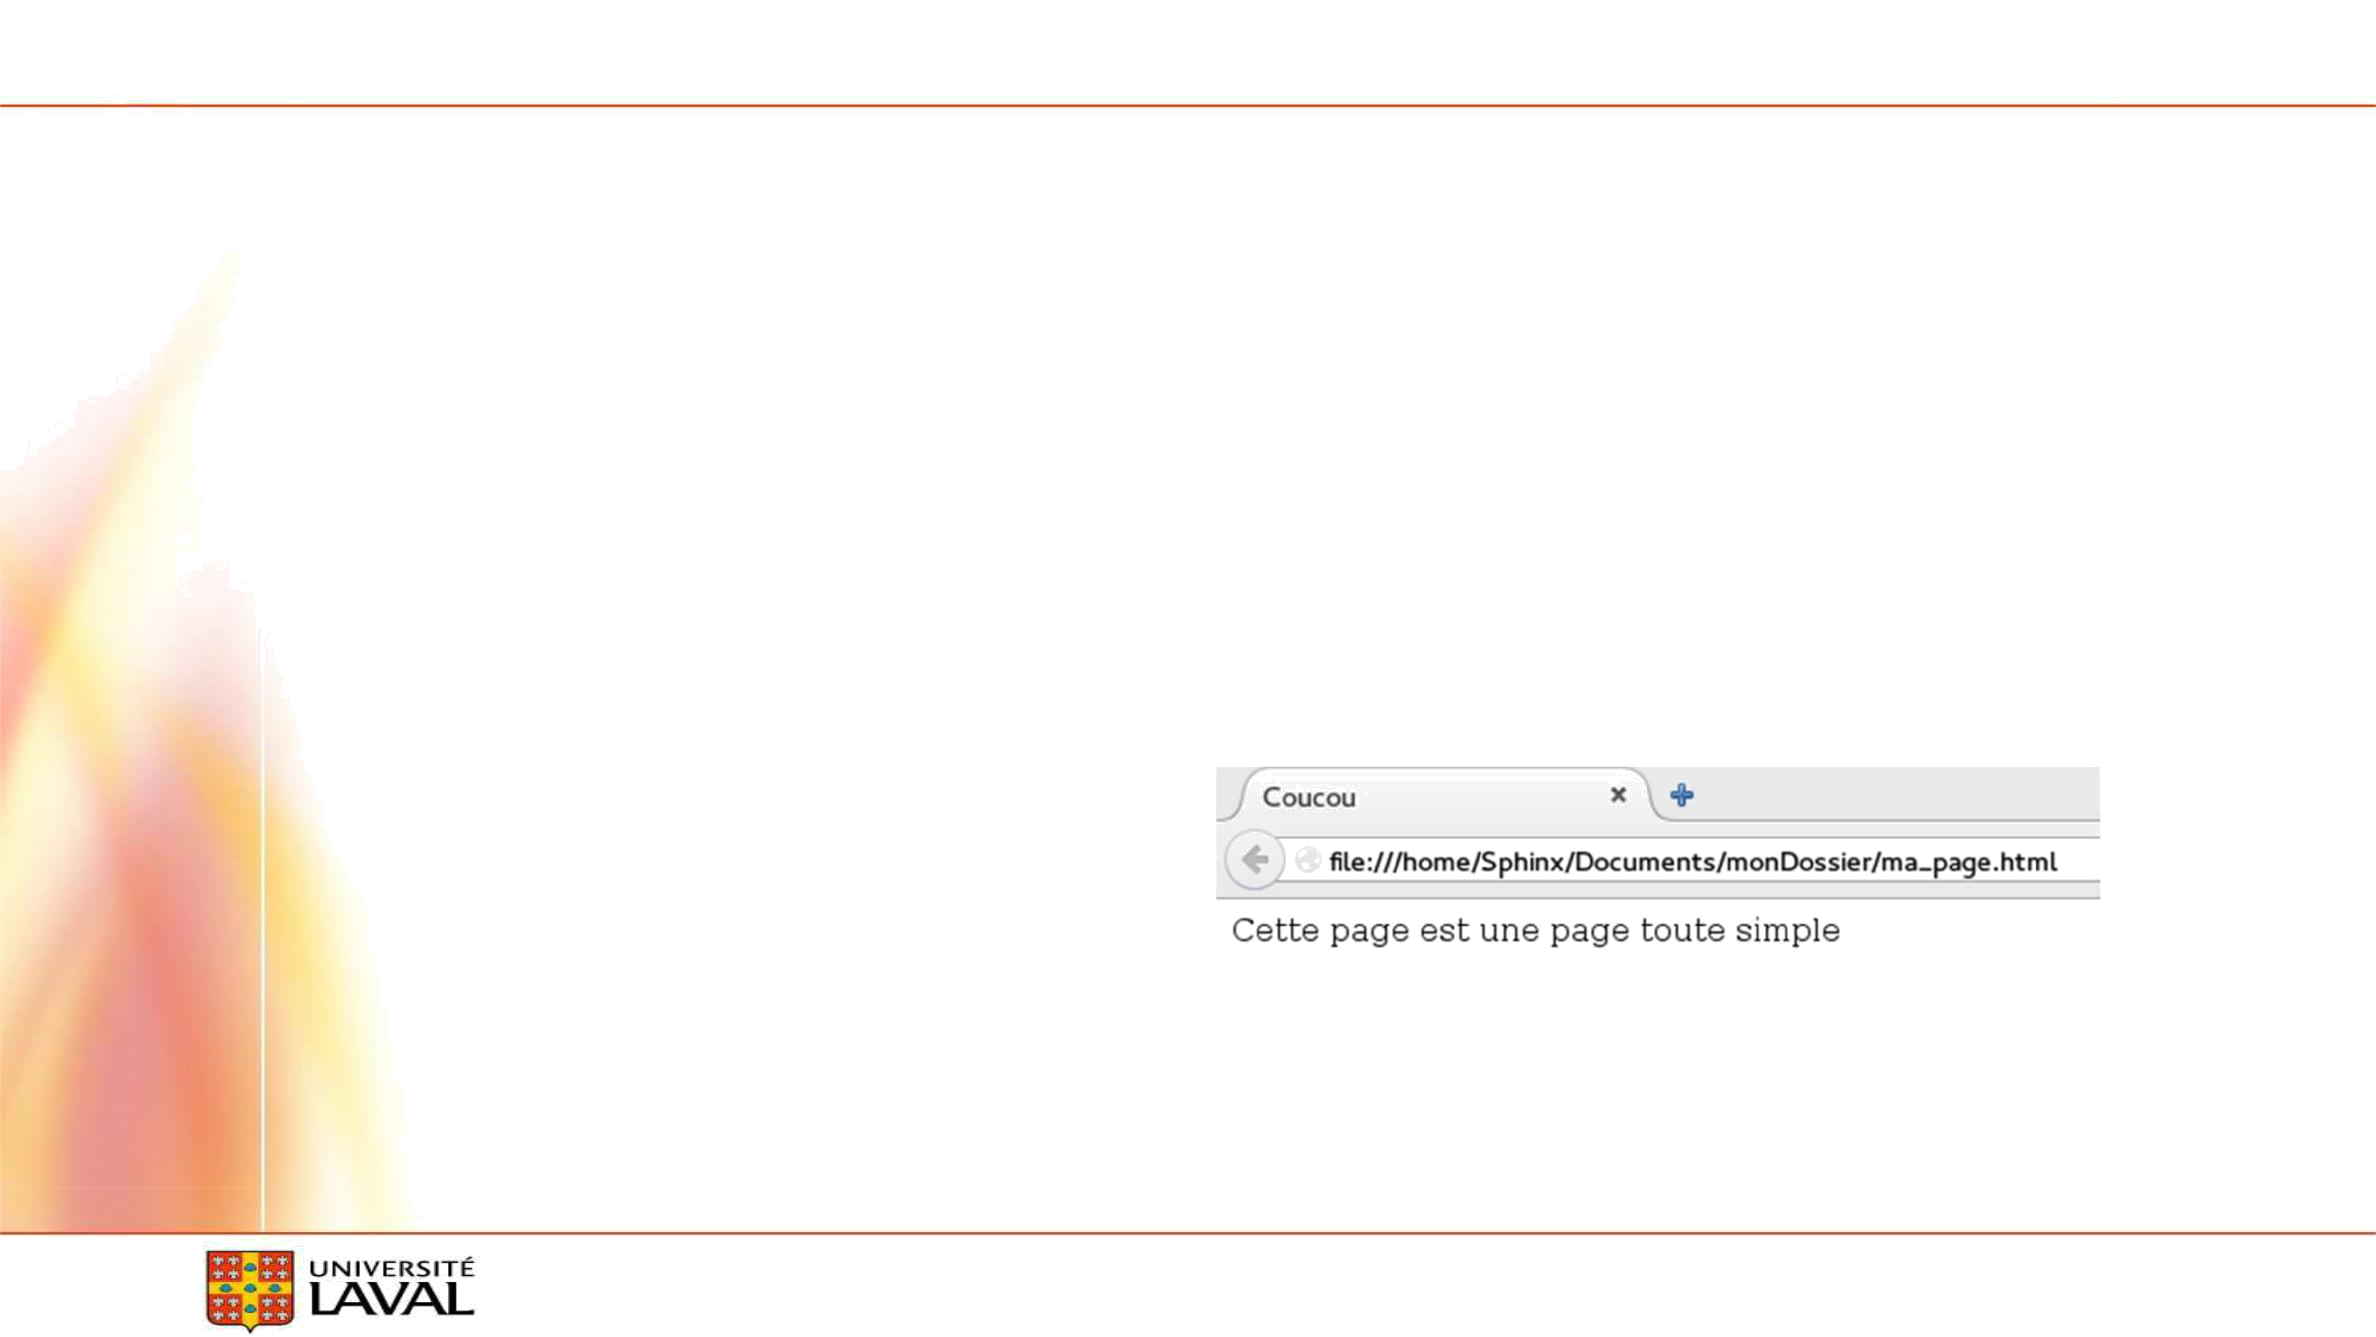 Coucou
file:///home/Sphinx/Documents/monDossier/ma_page.html
Cette page est une page toute simple
UNIVERSITÉ
LAVAL